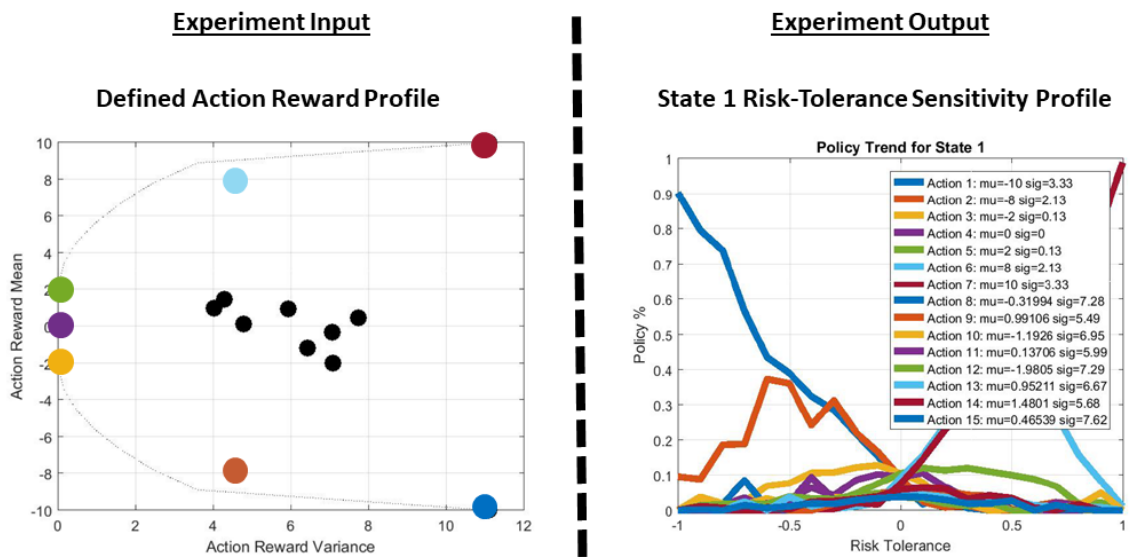 Experiment Input
Experiment Output
Defined Action Reward Profile
State 1 Risk-Tolerance Sensitivity Profile
10
8
6
4
2
0
-2
-4
-6
-8
-10
Action Reward Mean
0
2
4
6
8
10
12
Action Reward Variance
Policy Trend for State 1
1
0.9
0.8
0.7
0.6
0.5
0.4
0.3
0.2
0.1
0
Policy %
Action 1: mu=-10 sig=3.33
Action 2: mu=-8 sig=2.13
Action 3: mu=-2 sig=0.13
Action 4: mu=0 sig=0
Action 5: mu=2 sig=0.13
Action 6: mu=8 sig=2.13
Action 7: mu=10 sig=3.33
Action 8: mu=-0.31994 sig=7.28
Action 9: mu=0.99106 sig=5.49
Action 10: mu=-1.1926 sig=6.95
Action 11: mu=0.13706 sig=5.99
Action 12: mu=-1.9805 sig=7.29
Action 13: mu=0.95211 sig=6.67
Action 14: mu=1.4801 sig=5.68
Action 15: mu=0.46539 sig=7.62
-1
-0.5
0
0.5
1
Risk Tolerance